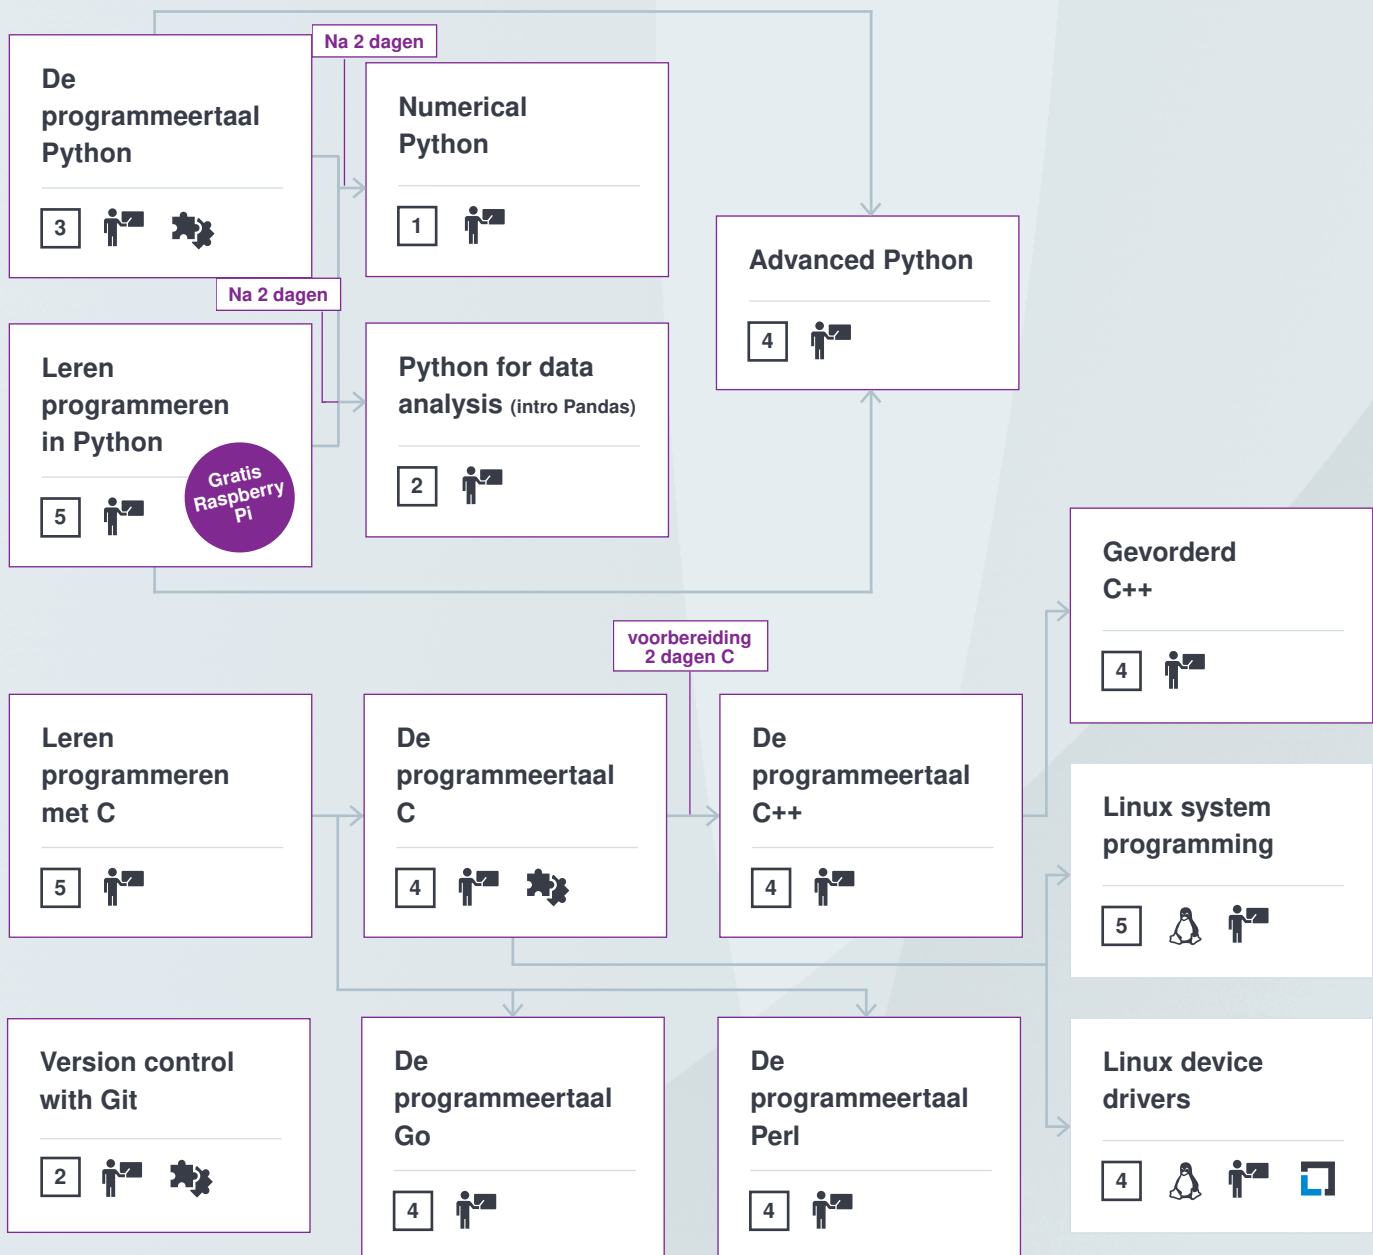 Na 2 dagen
De
programmeertaal
Python
3
Numerical
Python
1
Advanced Python
4
Na 2 dagen
Leren
programmeren
in Python
5
Gratis
Raspberry
Pi
Python for data
analysis (intro Pandas)
2
Gevorderd
C++
4
voorbereiding
2 dagen C
Leren
programmeren
met C
5
De
programmeertaal
C
4
De
programmeertaal
C++
4
Linux system
programming
5
Version control
with Git
2
De
programmeertaal
Go
4
De
programmeertaal
Perl
4
Linux device
drivers
4